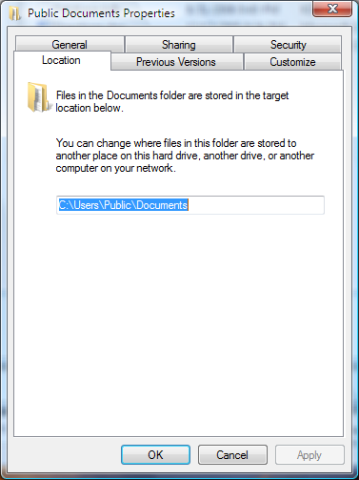 Public Documents Properties
General Sharing Security
Location Previous Versions Customize
Files in the Documents folder are stored in the target
location below.
You can change where files in this folder are stored to
another place on this hard drive, another drive, or another
computer on your network.
C:\Users\Public\Documents
OK Cancel Apply